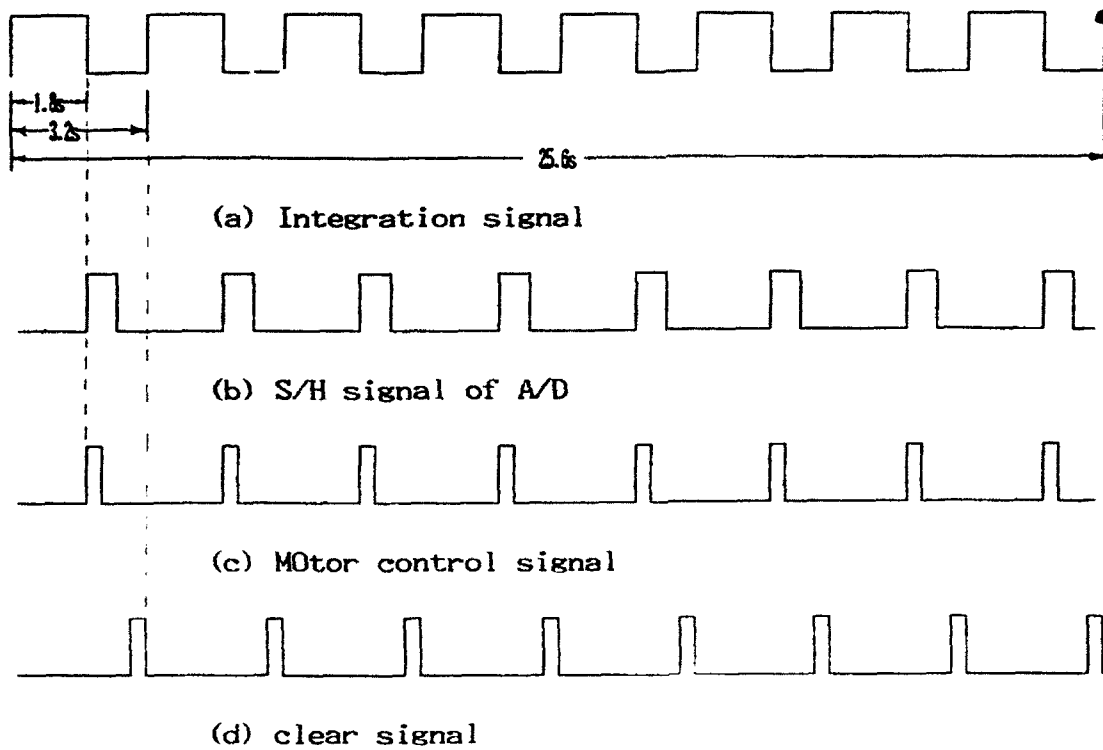 1.8s
3.2s
25.6s
(a) Integration signal
(b) S/H signal of A/D
(c) MOtor control signal
(d) clear signal